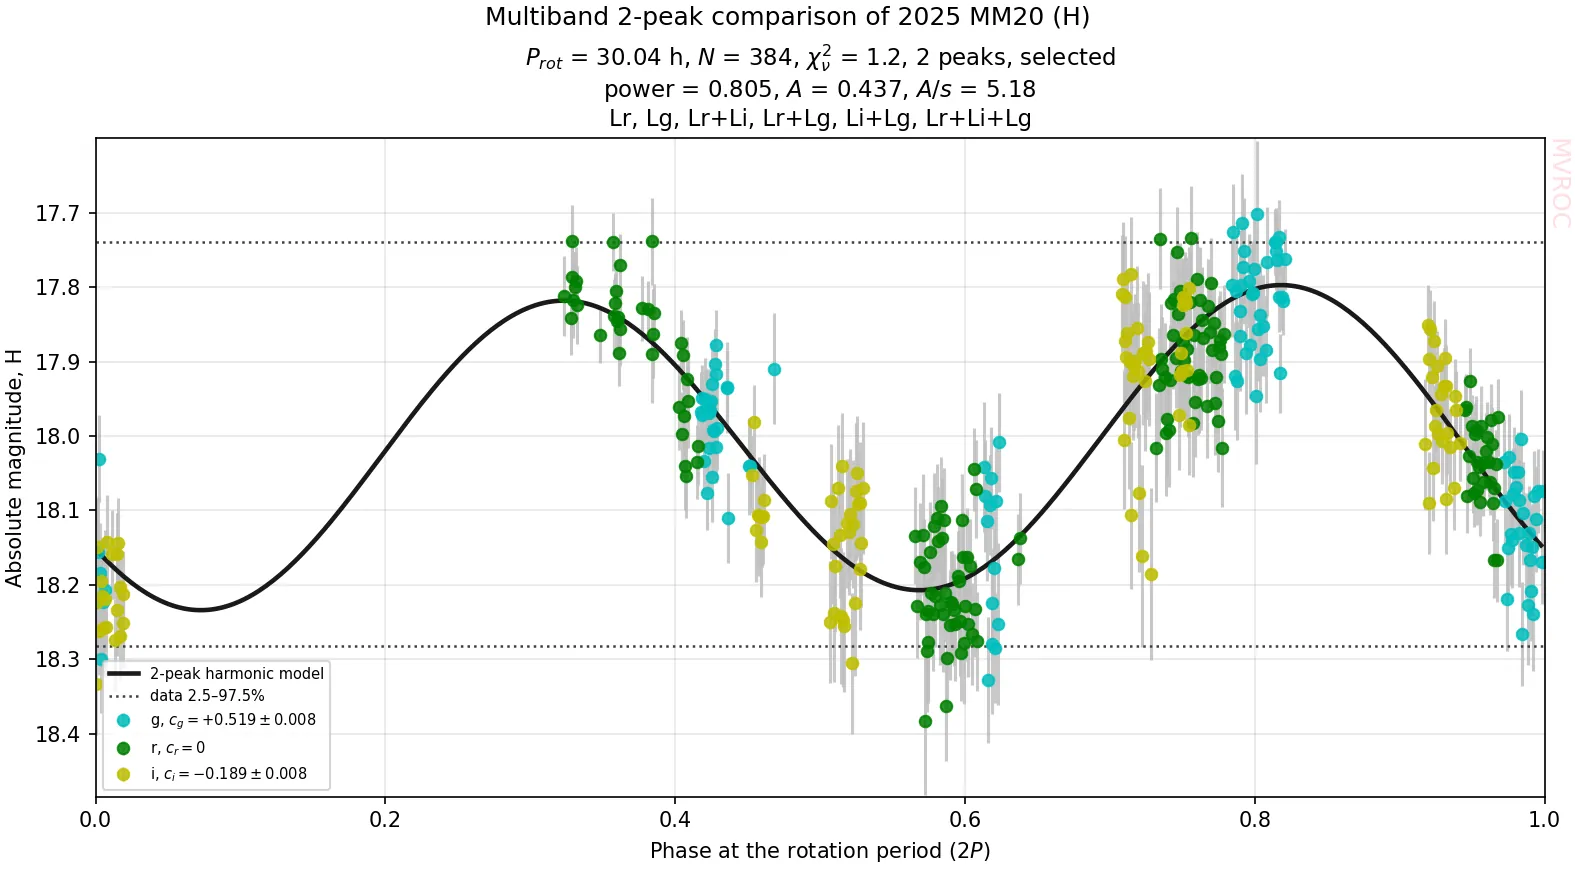 Multiband 2-peak comparison of 2025 MM20 (H)
P_rot = 30.04 h, N = 384, χ²_ν = 1.2, 2 peaks, selected
power = 0.805, A = 0.437, A/s = 5.18
Lr, Lg, Lr+Li, Lr+Lg, Li+Lg, Lr+Li+Lg
MVROC
Absolute magnitude, H
17.7
17.8
17.9
18.0
18.1
18.2
18.3
18.4
2-peak harmonic model
data 2.5–97.5%
g, c_g = +0.519 ± 0.008
r, c_r = 0
i, c_i = −0.189 ± 0.008
0.0 0.2 0.4 0.6 0.8 1.0
Phase at the rotation period (2P)